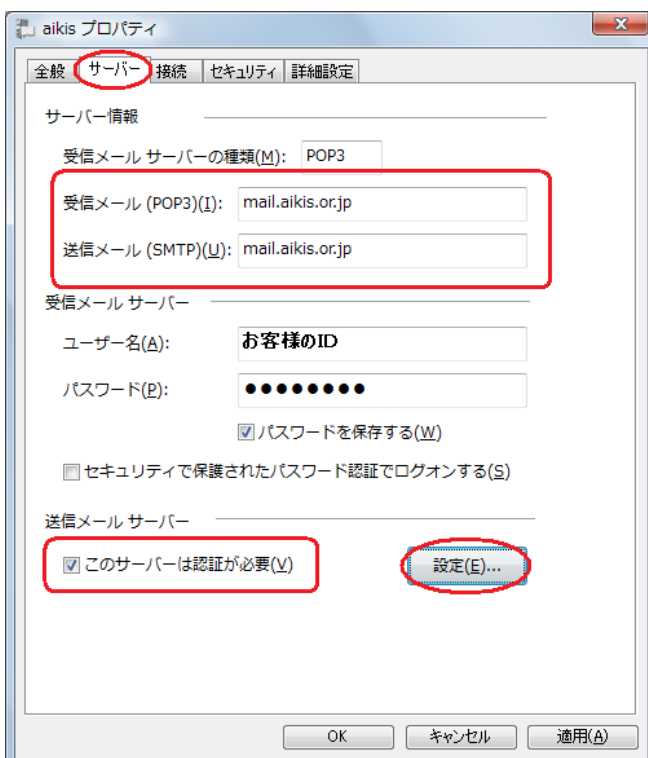 aikis プロパティ
全般 サーバー 接続 セキュリティ 詳細設定
サーバー情報
受信メール サーバーの種類(M): POP3
受信メール (POP3)(I): mail.aikis.or.jp
送信メール (SMTP)(U): mail.aikis.or.jp
受信メール サーバー
ユーザー名(A): お客様のID
パスワード(P): ●●●●●●●●
パスワードを保存する(W)
セキュリティで保護されたパスワード認証でログオンする(S)
送信メール サーバー
このサーバーは認証が必要(V) 設定(E)...
OK キャンセル 適用(A)